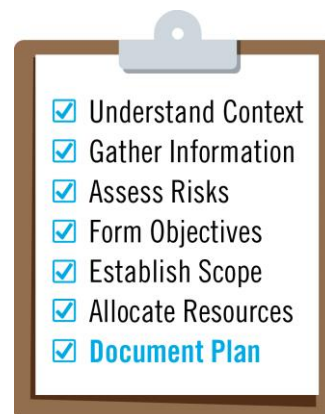 Understand Context
Gather Information
Assess Risks
Form Objectives
Establish Scope
Allocate Resources
Document Plan